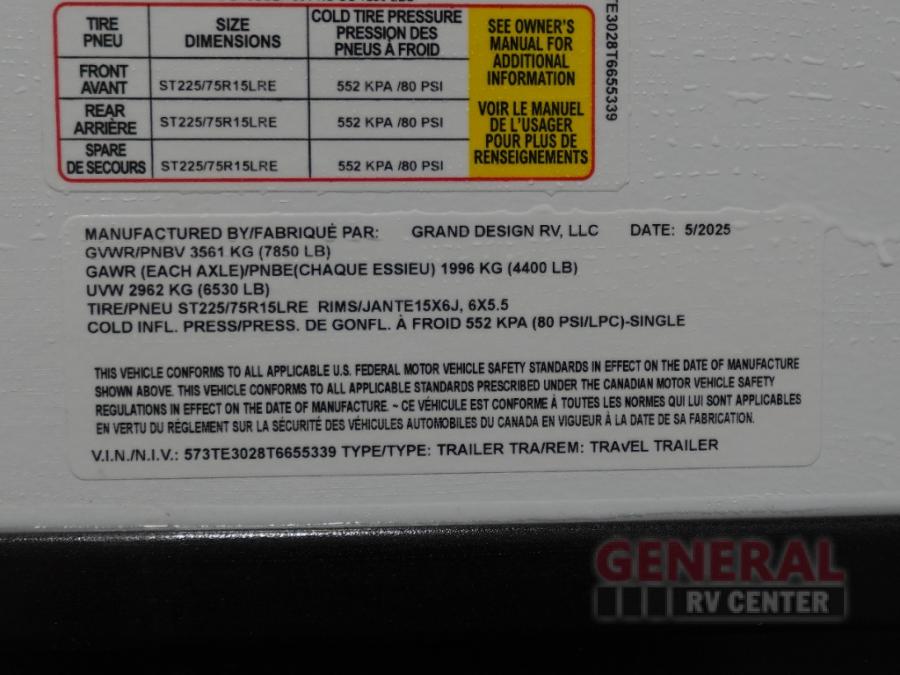 TIRE
PNEU
SIZE
DIMENSIONS
COLD TIRE PRESSURE
PRESSION DES
PNEUS À FROID
SEE OWNER'S
MANUAL FOR
ADDITIONAL
INFORMATION
FRONT
AVANT
ST225/75R15LRE
552 KPA /80 PSI
REAR
ARRIÈRE
ST225/75R15LRE
552 KPA /80 PSI
VOIR LE MANUEL
DE L'USAGER
POUR PLUS DE
RENSEIGNEMENTS
SPARE
DE SECOURS
ST225/75R15LRE
552 KPA /80 PSI
TE3028T6655339
MANUFACTURED BY/FABRIQUÉ PAR: GRAND DESIGN RV, LLC DATE: 5/2025
GVWR/PNBV 3561 KG (7850 LB)
GAWR (EACH AXLE)/PNBE(CHAQUE ESSIEU) 1996 KG (4400 LB)
UVW 2962 KG (6530 LB)
TIRE/PNEU ST225/75R15LRE RIMS/JANTE15X6J, 6X5.5
COLD INFL. PRESS/PRESS. DE GONFL. À FROID 552 KPA (80 PSI/LPC)-SINGLE
THIS VEHICLE CONFORMS TO ALL APPLICABLE U.S. FEDERAL MOTOR VEHICLE SAFETY STANDARDS IN EFFECT ON THE DATE OF MANUFACTURE
SHOWN ABOVE. THIS VEHICLE CONFORMS TO ALL APPLICABLE STANDARDS PRESCRIBED UNDER THE CANADIAN MOTOR VEHICLE SAFETY
REGULATIONS IN EFFECT ON THE DATE OF MANUFACTURE. ~ CE VÉHICULE EST CONFORME À TOUTES LES NORMES QUI LUI SONT APPLICABLES
EN VERTU DU RÉGLEMENT SUR LA SÉCURITÉ DES VÉHICULES AUTOMOBILES DU CANADA EN VIGUEUR À LA DATE DE SA FABRICATION.
V.I.N./N.I.V.: 573TE3028T6655339 TYPE/TYPE: TRAILER TRA/REM: TRAVEL TRAILER
GENERAL
RV CENTER